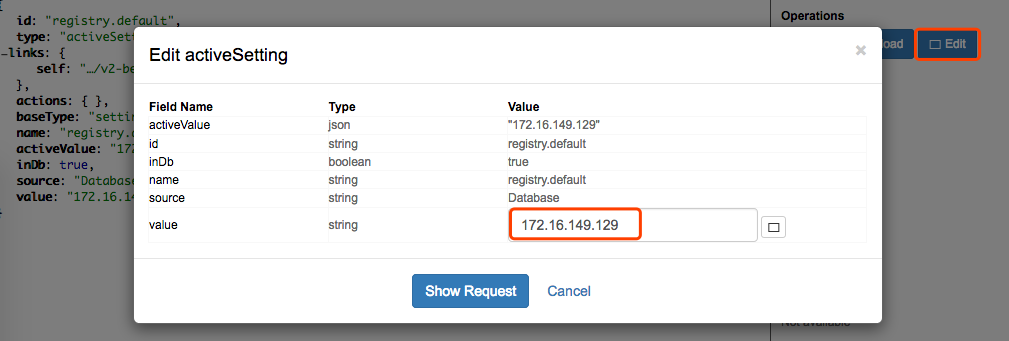 {
id: "registry.default",
type: "activeSett
–links: {
self: "…/v2-be
},
actions: { },
baseType: "settin
name: "registry.d
activeValue: "172
inDb: true,
source: "Database
value: "172.16.14
}
Operations
load
Edit
Edit activeSetting
×
Field Name Type Value
activeValue json "172.16.149.129"
id string registry.default
inDb boolean true
name string registry.default
source string Database
value string 172.16.149.129
Show Request Cancel
Not available